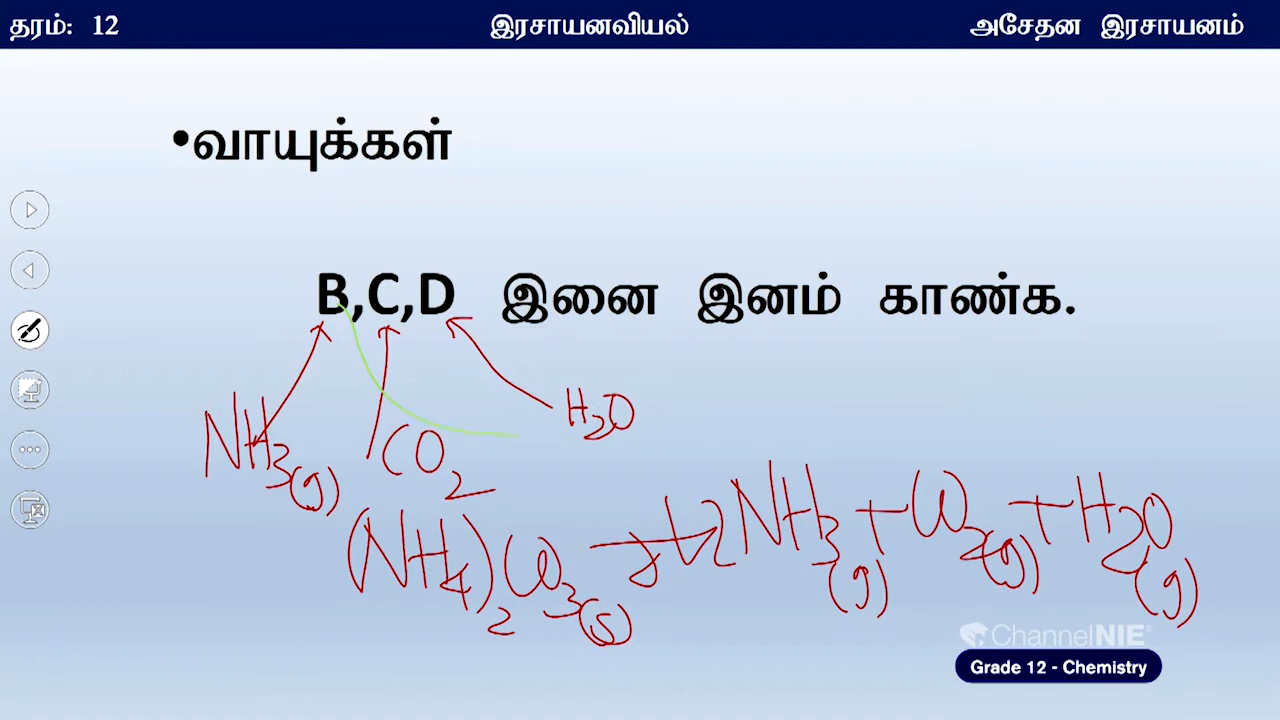 தரம்: 12 இரசாயனவியல் அசேதன இரசாயனம்
•வாயுக்கள்
B,C,D இனை இனம் காண்க.
NH3(g) CO2 H2O
(NH4)2CO3(s) → 2NH3(g) + CO2(g) + H2O(g)
ChannelNIE
Grade 12 - Chemistry